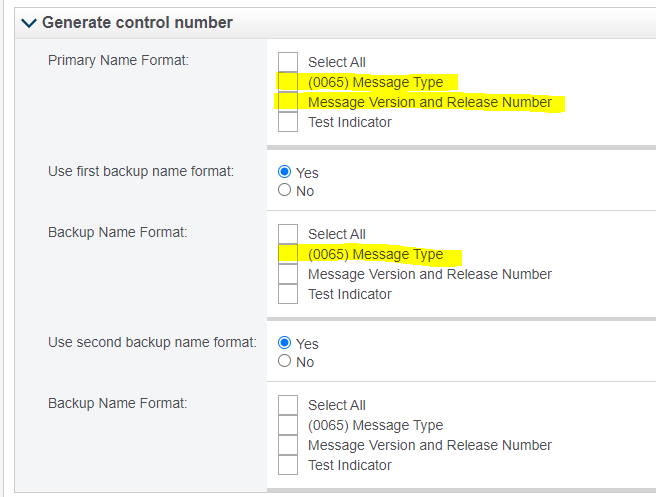 Generate control number
Primary Name Format:
Select All
(0065) Message Type
Message Version and Release Number
Test Indicator
Use first backup name format:
Yes
No
Backup Name Format:
Select All
(0065) Message Type
Message Version and Release Number
Test Indicator
Use second backup name format:
Yes
No
Backup Name Format:
Select All
(0065) Message Type
Message Version and Release Number
Test Indicator